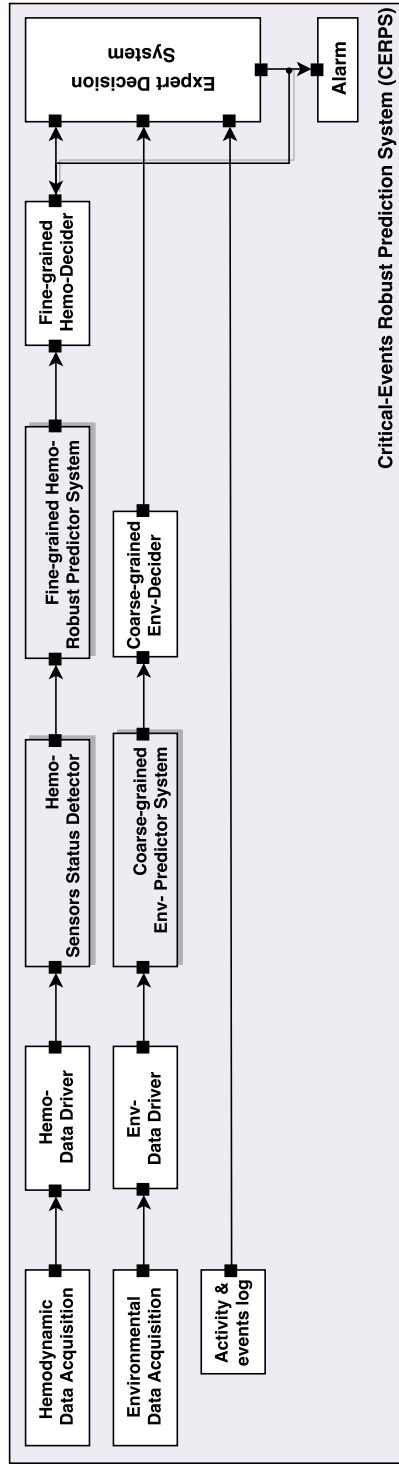 Hemodynamic
Data Acquisition
Hemo-
Data Driver
Hemo-
Sensors Status Detector
Fine-grained Hemo-
Robust Predictor System
Fine-grained
Hemo-Decider
Expert Decision
System
Environmental
Data Acquisition
Env-
Data Driver
Coarse-grained
Env- Predictor System
Coarse-grained
Env-Decider
Activity &
events log
Alarm
Critical-Events Robust Prediction System (CERPS)